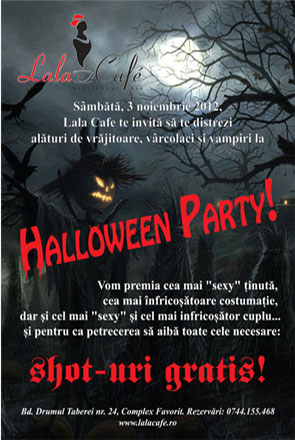 Lala Café
Sâmbătă, 3 noiembrie 2012,
Lala Cafe te invită să te distrezi
alături de vrăjitoare, vârcolaci și vampiri la
HALLOWEEN PARTY!
Vom premia cea mai "sexy" ținută,
cea mai înfricoșătoare costumație,
dar și cel mai "sexy" și cel mai infricoșător cuplu...
și pentru ca petrecerea să aibă toate cele necesare:
shot-uri gratis!
Bd. Drumul Taberei nr. 24, Complex Favorit. Rezervări: 0744.155.468
www.lalacafe.ro